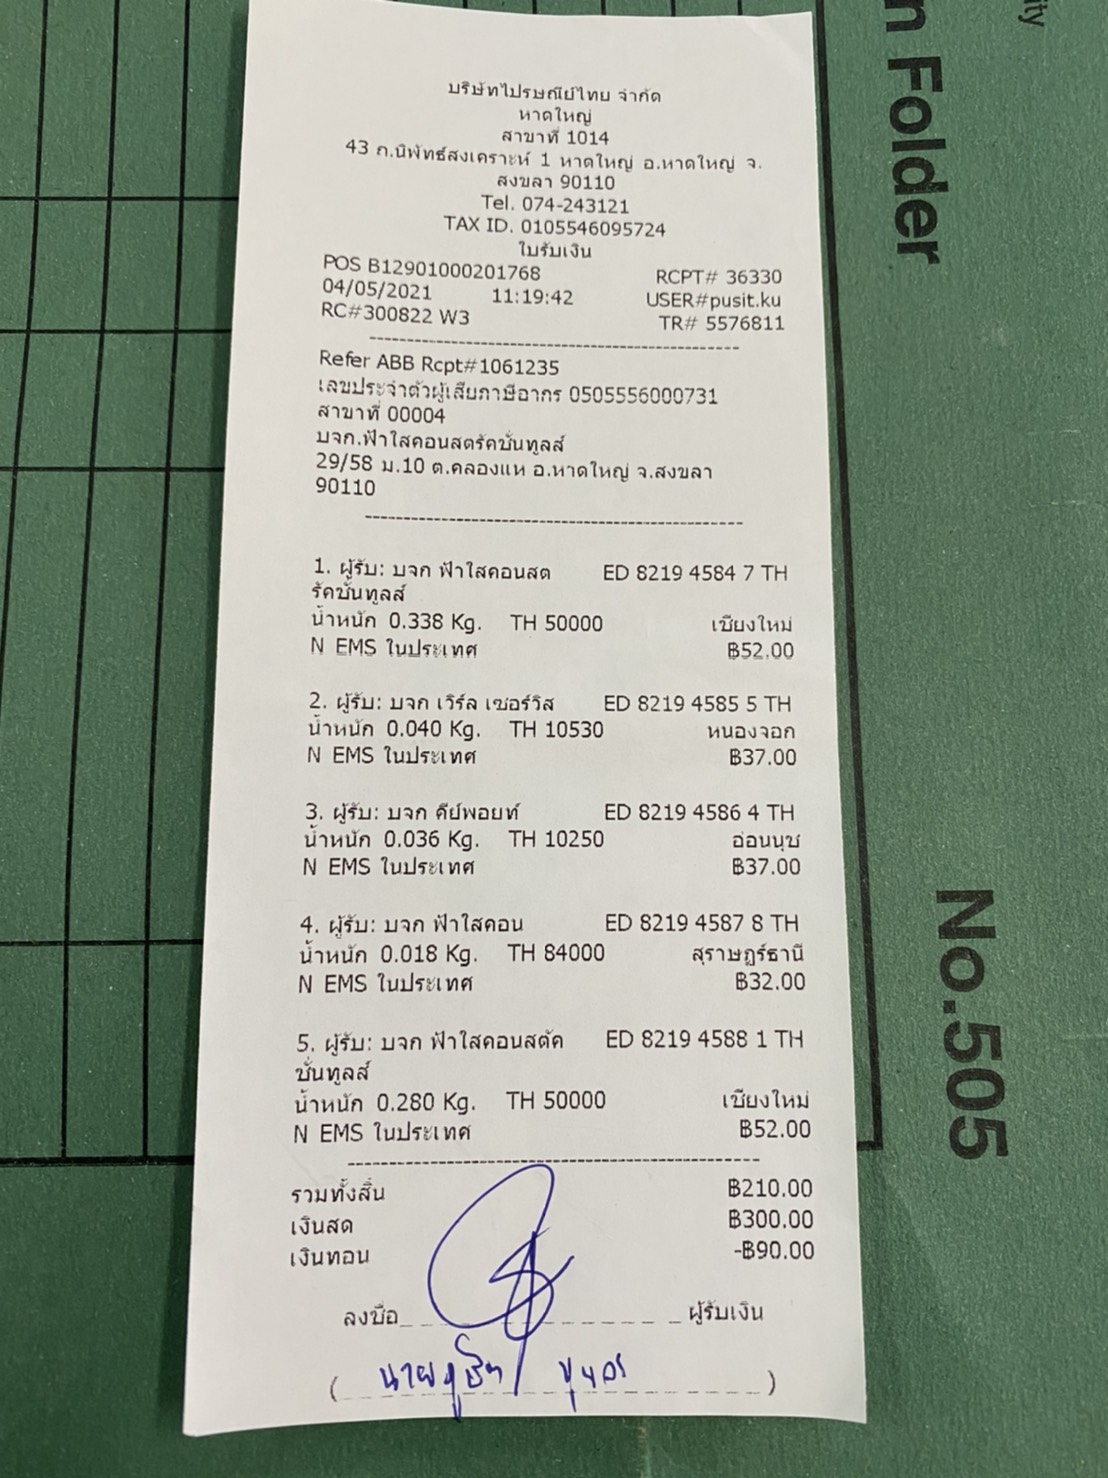 บริษัทไปรษณีย์ไทย จำกัด
หาดใหญ่
สาขาที่ 1014
43 ถ.นิพัทธ์สงเคราะห์ 1 หาดใหญ่ อ.หาดใหญ่ จ.
สงขลา 90110
Tel. 074-243121
TAX ID. 0105546095724
ใบรับเงิน
POS B12901000201768 RCPT# 36330
04/05/2021 11:19:42 USER#pusit.ku
RC#300822 W3 TR# 5576811
Refer ABB Rcpt#1061235
เลขประจำตัวผู้เสียภาษีอากร 0505556000731
สาขาที่ 00004
บจก.ฟ้าใสคอนสตรัคชั่นทูลส์
29/58 ม.10 ต.คลองแห อ.หาดใหญ่ จ.สงขลา
90110
1. ผู้รับ: บจก ฟ้าใสคอนสต ED 8219 4584 7 TH
รัคชั่นทูลส์
น้ำหนัก 0.338 Kg. TH 50000 เชียงใหม่
N EMS ในประเทศ ฿52.00
2. ผู้รับ: บจก เวิร์ล เซอร์วิส ED 8219 4585 5 TH
น้ำหนัก 0.040 Kg. TH 10530 หนองจอก
N EMS ในประเทศ ฿37.00
3. ผู้รับ: บจก คีย์พอยท์ ED 8219 4586 4 TH
น้ำหนัก 0.036 Kg. TH 10250 อ่อนนุช
N EMS ในประเทศ ฿37.00
4. ผู้รับ: บจก ฟ้าใสคอน ED 8219 4587 8 TH
น้ำหนัก 0.018 Kg. TH 84000 สุราษฎร์ธานี
N EMS ในประเทศ ฿32.00
5. ผู้รับ: บจก ฟ้าใสคอนสตัค ED 8219 4588 1 TH
ชั่นทูลส์
น้ำหนัก 0.280 Kg. TH 50000 เชียงใหม่
N EMS ในประเทศ ฿52.00
รวมทั้งสิ้น ฿210.00
เงินสด ฿300.00
เงินทอน -฿90.00
ลงชื่อ ผู้รับเงิน
นายภูษิต
Folder
No.505